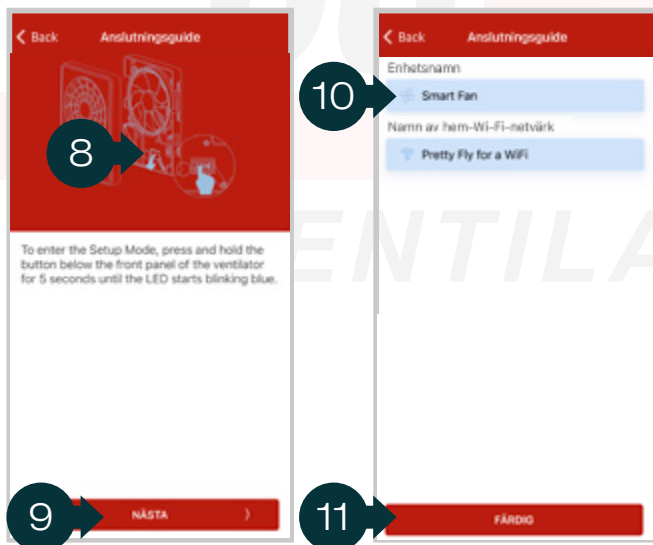 Back Anslutningsguide
8
To enter the Setup Mode, press and hold the
button below the front panel of the ventilator
for 5 seconds until the LED starts blinking blue.
9
NÄSTA
Back Anslutningsguide
Enhetsnamn
10
Smart Fan
Namn av hem-Wi-Fi-netvärk
Pretty Fly for a WiFi
11
FÄRDIG
ENTILA